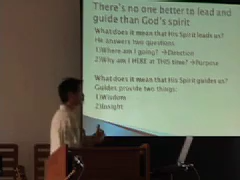 There's no one better to lead and
guide than God's spirit
What does it mean that His Spirit leads us?
He answers two questions
1)Where am I going? →Direction
2)Why am I HERE at THIS time? →Purpose
What does it mean that His Spirit guides us?
Guides provide two things:
1)Wisdom
2)Insight